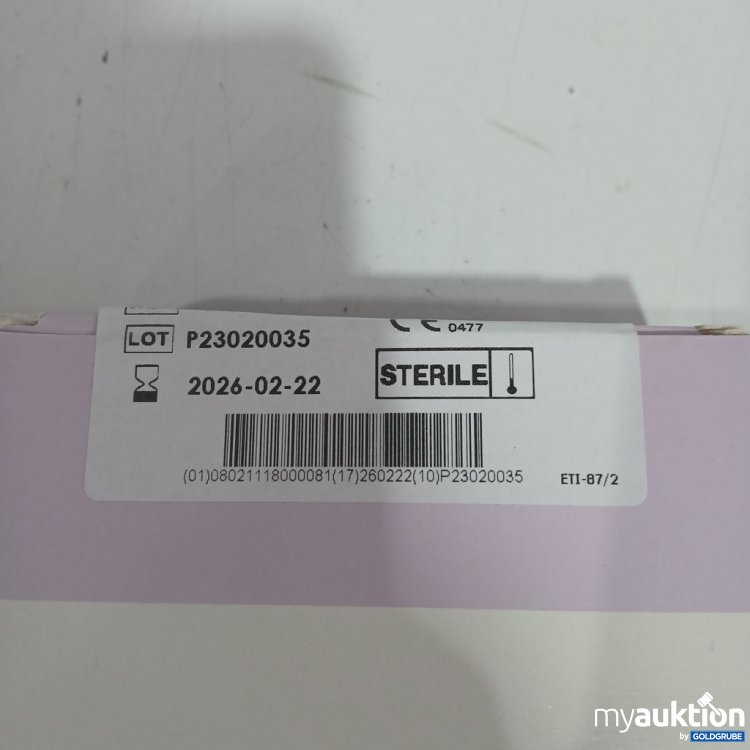 LOT P23020035
CE 0477
2026-02-22
STERILE
(01)08021118000081(17)260222(10)P23020035
ETI-87/2
myauktion
by GOLDGRUBE